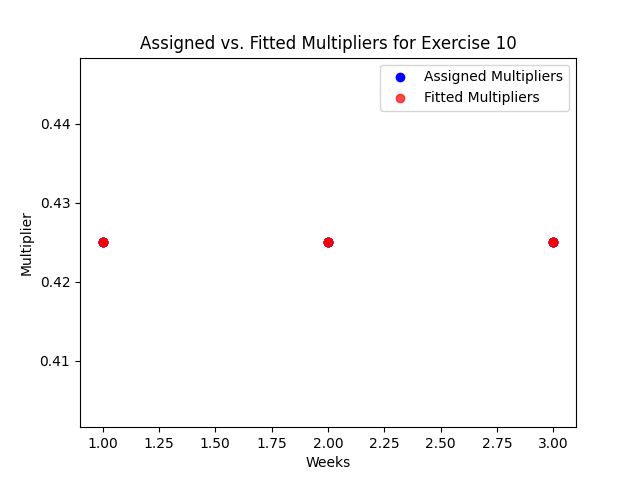 Assigned vs. Fitted Multipliers for Exercise 10
Assigned Multipliers
Fitted Multipliers
0.44
0.43
0.42
0.41
Multiplier
1.00 1.25 1.50 1.75 2.00 2.25 2.50 2.75 3.00
Weeks